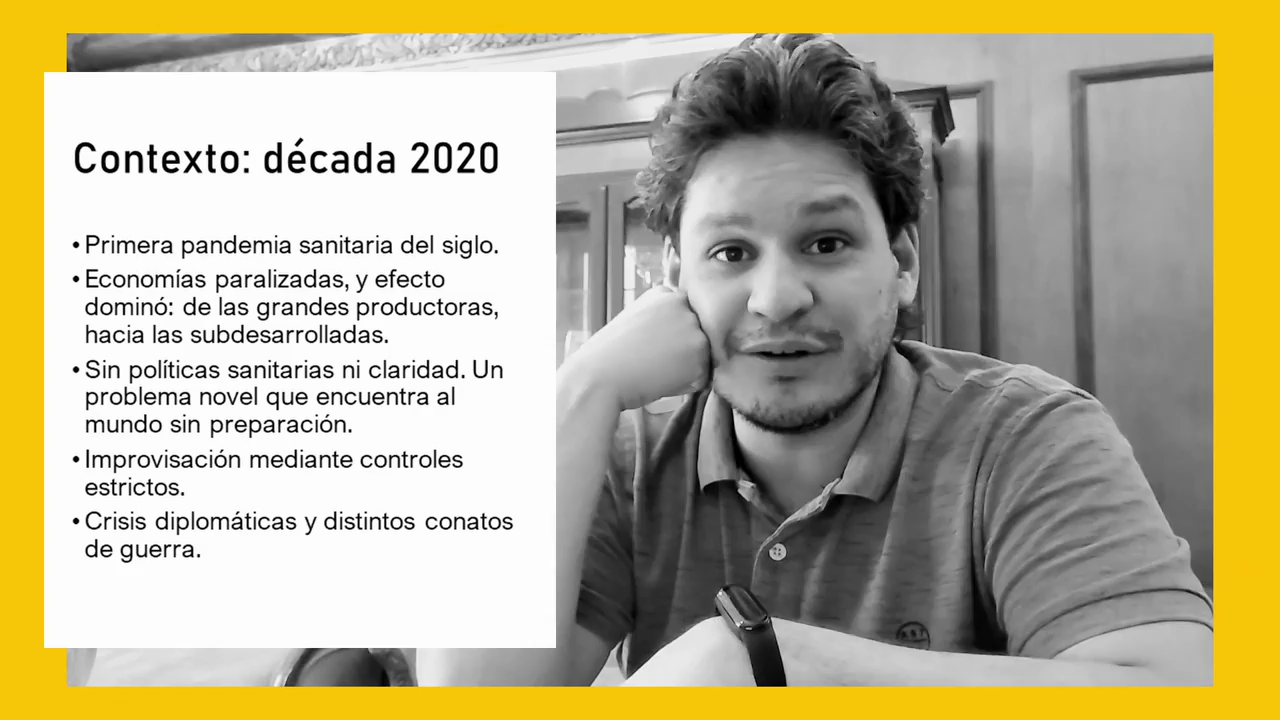 Contexto: década 2020
• Primera pandemia sanitaria del siglo.
• Economías paralizadas, y efecto
dominó: de las grandes productoras,
hacia las subdesarrolladas.
• Sin políticas sanitarias ni claridad. Un
problema novel que encuentra al
mundo sin preparación.
• Improvisación mediante controles
estrictos.
• Crisis diplomáticas y distintos conatos
de guerra.